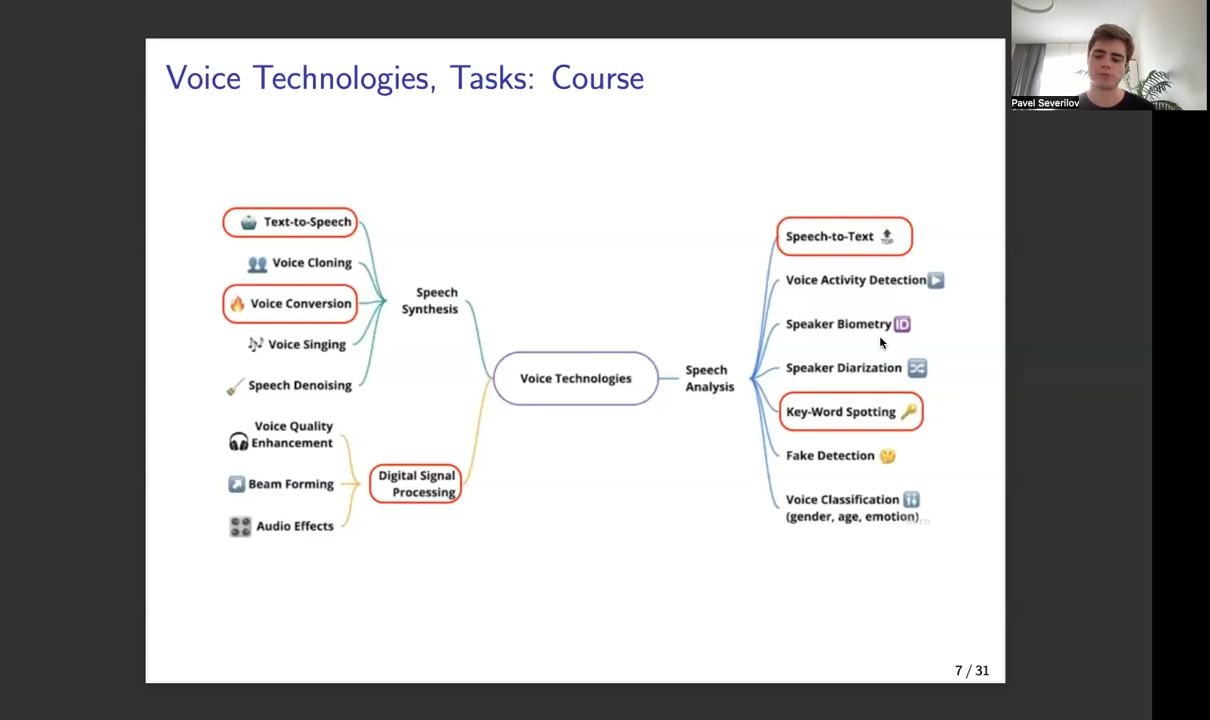 Voice Technologies, Tasks: Course
Pavel Severilov
Text-to-Speech
Voice Cloning
Voice Conversion
Voice Singing
Speech Denoising
Speech
Synthesis
Voice Quality
Enhancement
Beam Forming
Audio Effects
Digital Signal
Processing
Voice Technologies
Speech
Analysis
Speech-to-Text
TOP
Voice Activity Detection
Speaker Biometry
ID
Speaker Diarization
Key-Word Spotting
Fake Detection
Voice Classification
(gender, age, emotion)
7 / 31